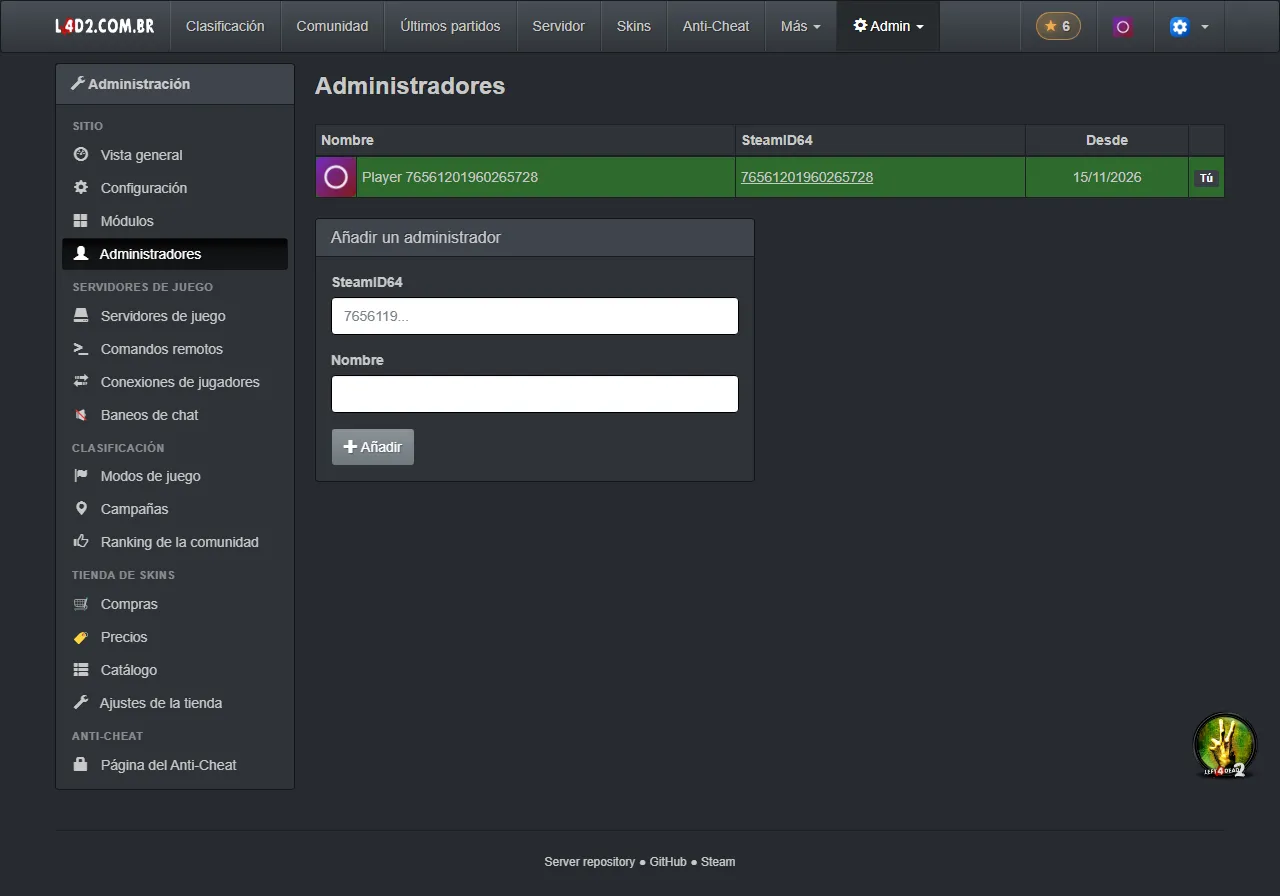 L4D2.COM.BR Clasificación Comunidad Últimos partidos Servidor Skins Anti-Cheat Más Admin 6
Administración
SITIO
Vista general
Configuración
Módulos
Administradores
SERVIDORES DE JUEGO
Servidores de juego
Comandos remotos
Conexiones de jugadores
Baneos de chat
CLASIFICACIÓN
Modos de juego
Campañas
Ranking de la comunidad
TIENDA DE SKINS
Compras
Precios
Catálogo
Ajustes de la tienda
ANTI-CHEAT
Página del Anti-Cheat
Administradores
Nombre SteamID64 Desde
Player 76561201960265728 76561201960265728 15/11/2026 Tú
Añadir un administrador
SteamID64
7656119...
Nombre
Añadir
LEFT 4 DEAD 2
Server repository ● GitHub ● Steam